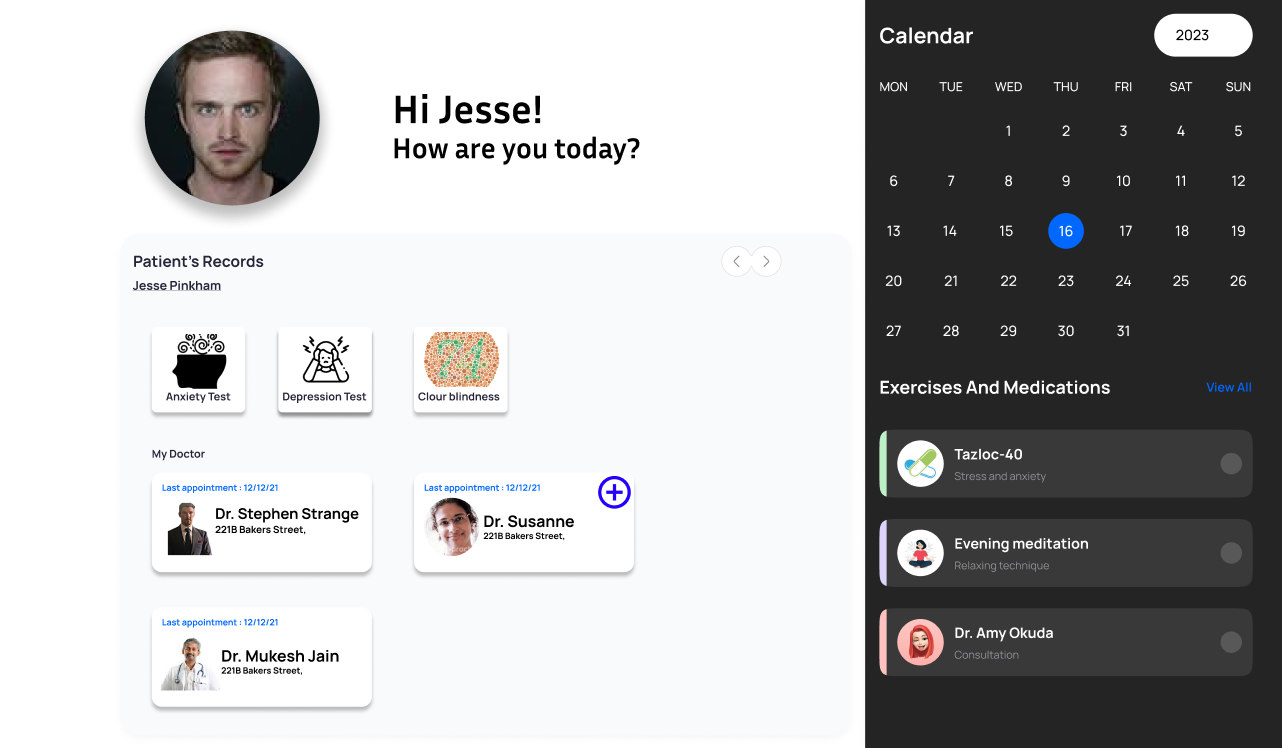 Hi Jesse!
How are you today?
Patient's Records
Jesse Pinkham
Anxiety Test
Depression Test
74
Clour blindness
My Doctor
Last appointment : 12/12/21
Dr. Stephen Strange
221B Bakers Street,
Last appointment : 12/12/21
Dr. Susanne
221B Bakers Street,
Last appointment : 12/12/21
Dr. Mukesh Jain
221B Bakers Street,
Calendar
2023
MON TUE WED THU FRI SAT SUN
1 2 3 4 5
6 7 8 9 10 11 12
13 14 15 16 17 18 19
20 21 22 23 24 25 26
27 28 29 30 31
Exercises And Medications
View All
Tazloc-40
Stress and anxiety
Evening meditation
Relaxing technique
Dr. Amy Okuda
Consultation